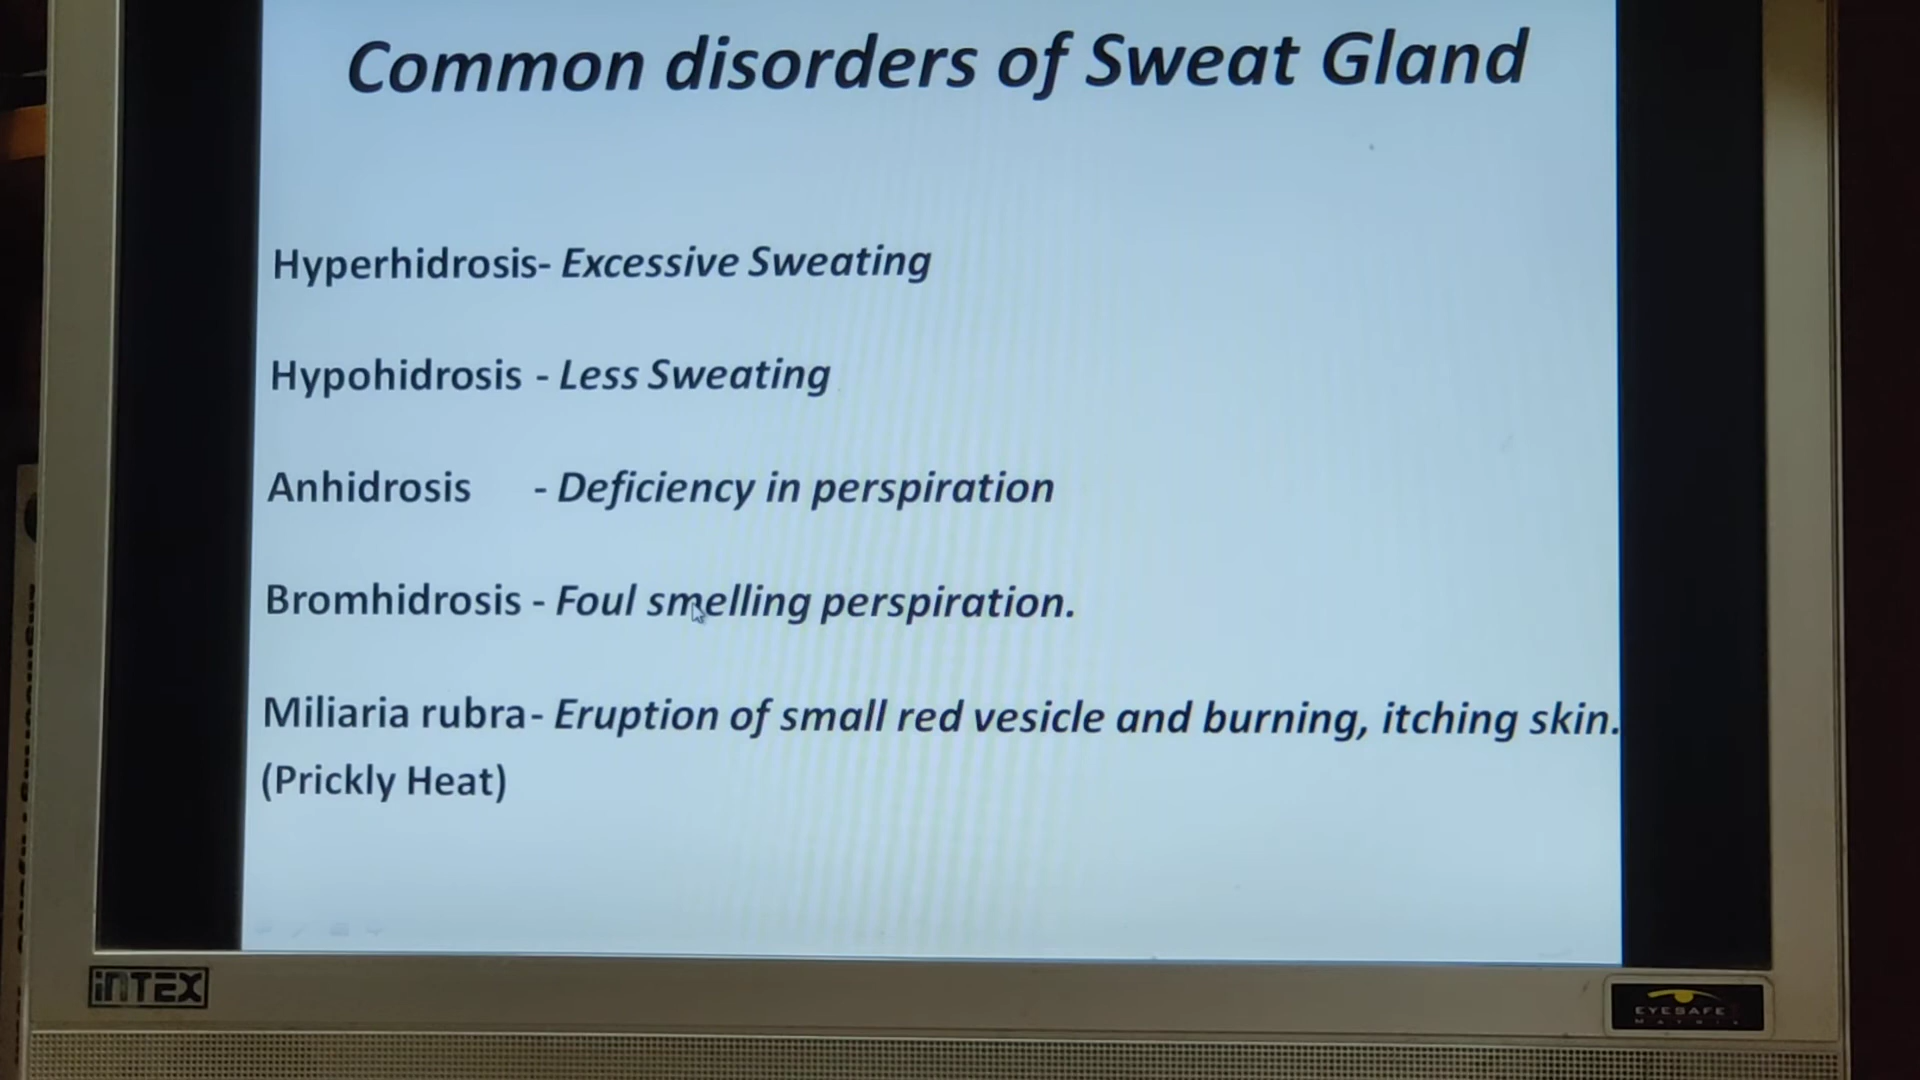 Common disorders of Sweat Gland
Hyperhidrosis- Excessive Sweating
Hypohidrosis - Less Sweating
Anhidrosis - Deficiency in perspiration
Bromhidrosis - Foul smelling perspiration.
Miliaria rubra- Eruption of small red vesicle and burning, itching skin.
(Prickly Heat)
iNTEX
EYESAFE